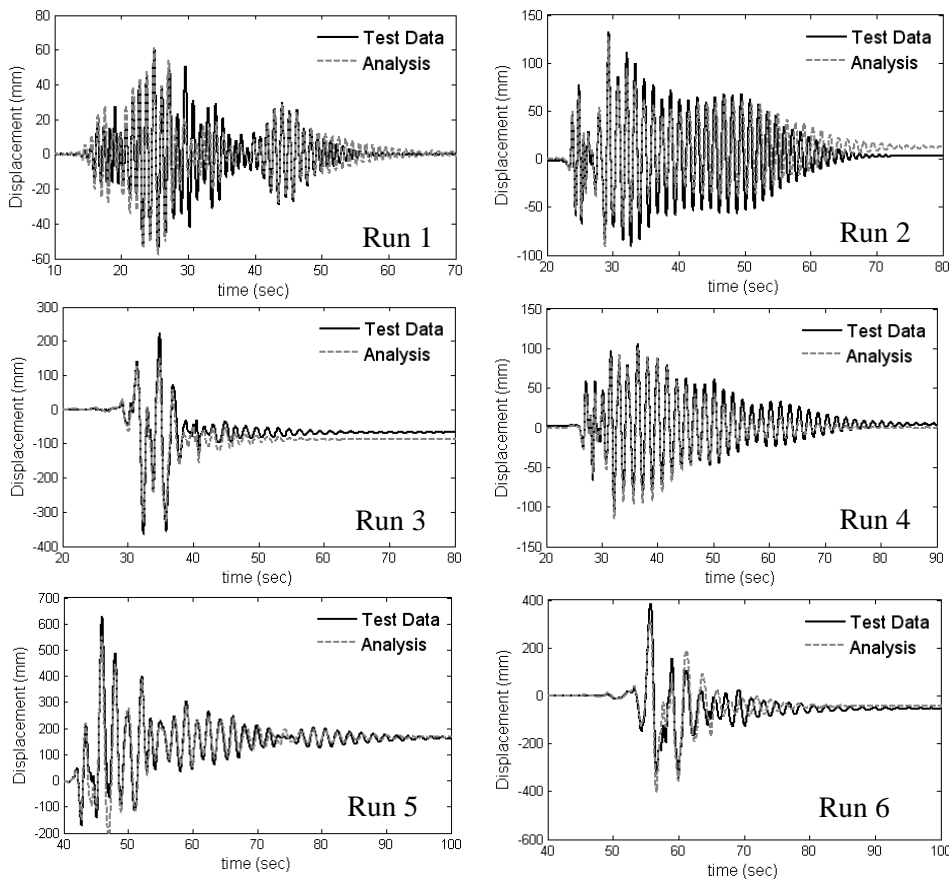 80
60
40
20
0
-20
-40
60
Displacement (mm)
Test Data
Analysis
Run 1
10 20 30 40 50 60 70
time (sec)
150
100
50
0
-50
-100
Displacement (mm)
Test Data
Analysis
Run 2
20 30 40 50 60 70 80
time (sec)
300
200
100
0
-100
-200
-300
-400
Displacement (mm)
Test Data
Analysis
Run 3
20 30 40 50 60 70 80
time (sec)
150
100
50
0
-50
-100
-150
Displacement (mm)
Test Data
Analysis
Run 4
20 30 40 50 60 70 80 90
time (sec)
700
600
500
400
300
200
100
0
-100
-200
Displacement (mm)
Test Data
Analysis
Run 5
40 50 60 70 80 90 100
time (sec)
400
200
0
-200
-400
-600
Displacement (mm)
Test Data
Analysis
Run 6
40 50 60 70 80 90 100
time (sec)